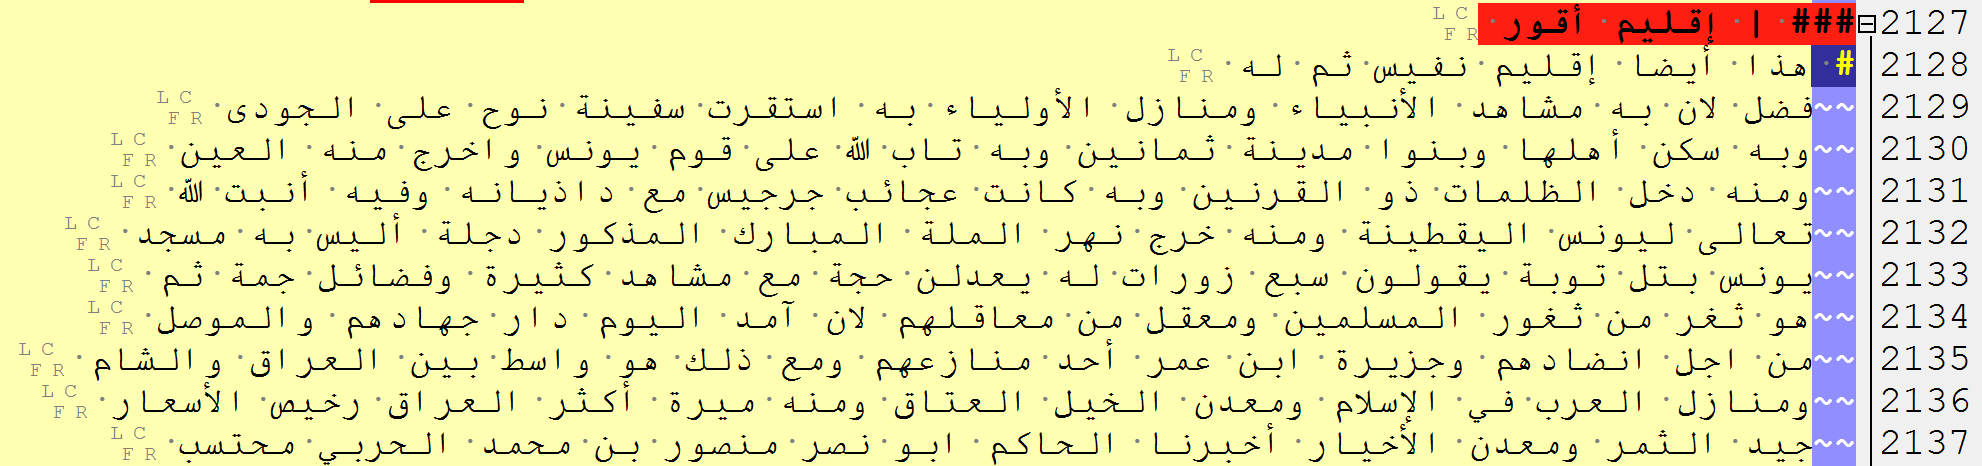 ### | إقليم أقور 2127
# هذا أيضا إقليم نفيس ثم له 2128
~~فضل لان به مشاهد الأنبياء ومنازل الأولياء به استقرت سفينة نوح على الجودى 2129
~~وبه سكن أهلها وبنوا مدينة ثمانين وبه تاب الله على قوم يونس واخرج منه العين 2130
~~ومنه دخل الظلمات ذو القرنين وبه كانت عجائب جرجيس مع داذيانه وفيه أنبت الله 2131
~~تعالى ليونس اليقطينة ومنه خرج نهر الملة المبارك المذكور دجلة أليس به مسجد 2132
~~يونس بتل توبة يقولون سبع زورات له يعدلن حجة مع مشاهد كثيرة وفضائل جمة ثم 2133
~~هو ثغر من ثغور المسلمين ومعقل من معاقلهم لان آمد اليوم دار جهادهم والموصل 2134
~~من اجل انضادهم وجزيرة ابن عمر أحد منازعهم ومع ذلك هو واسط بين العراق والشام 2135
~~ومنازل العرب في الإسلام ومعدن الخيل العتاق ومنه ميرة أكثر العراق رخيص الأسعار 2136
~~جيد الثمر ومعدن الأخيار أخبرنا الحاكم ابو نصر منصور بن محمد الحربي محتسب 2137